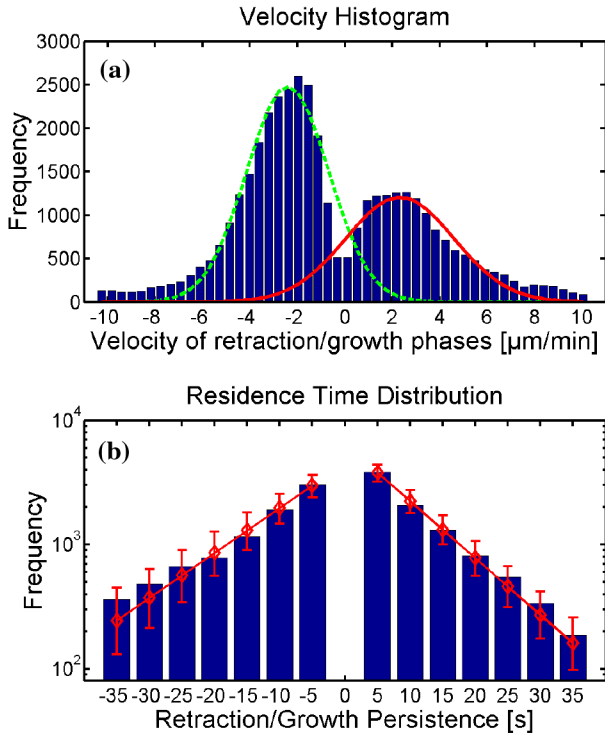 Velocity Histogram
(a)
3000
2500
2000
1500
1000
500
0
Frequency
-10 -8 -6 -4 -2 0 2 4 6 8 10
Velocity of retraction/growth phases [µm/min]
Residence Time Distribution
(b)
10^4
10^3
10^2
Frequency
-35 -30 -25 -20 -15 -10 -5 0 5 10 15 20 25 30 35
Retraction/Growth Persistence [s]